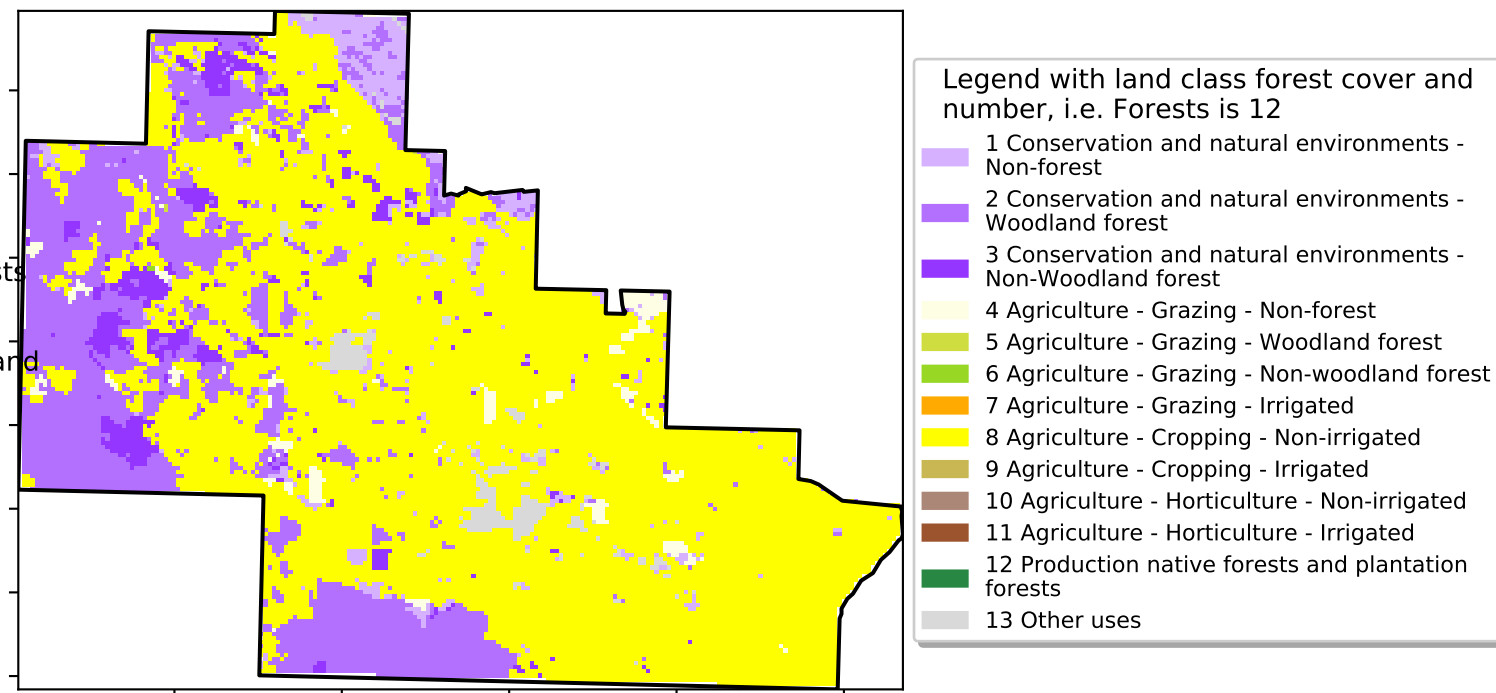 sts
and
Legend with land class forest cover and
number, i.e. Forests is 12
1 Conservation and natural environments -
Non-forest
2 Conservation and natural environments -
Woodland forest
3 Conservation and natural environments -
Non-Woodland forest
4 Agriculture - Grazing - Non-forest
5 Agriculture - Grazing - Woodland forest
6 Agriculture - Grazing - Non-woodland forest
7 Agriculture - Grazing - Irrigated
8 Agriculture - Cropping - Non-irrigated
9 Agriculture - Cropping - Irrigated
10 Agriculture - Horticulture - Non-irrigated
11 Agriculture - Horticulture - Irrigated
12 Production native forests and plantation
forests
13 Other uses